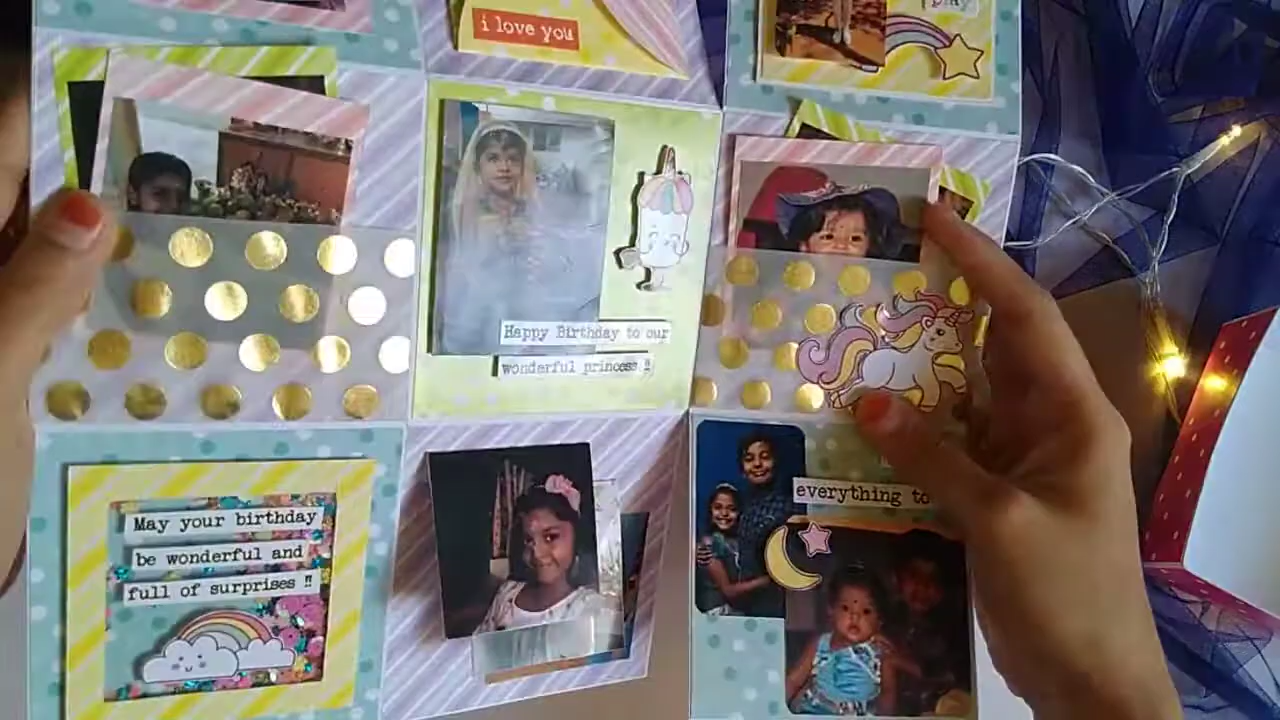 i love you
play
Happy Birthday to our
wonderful princess !!
everything to
May your birthday
be wonderful and
full of surprises !!